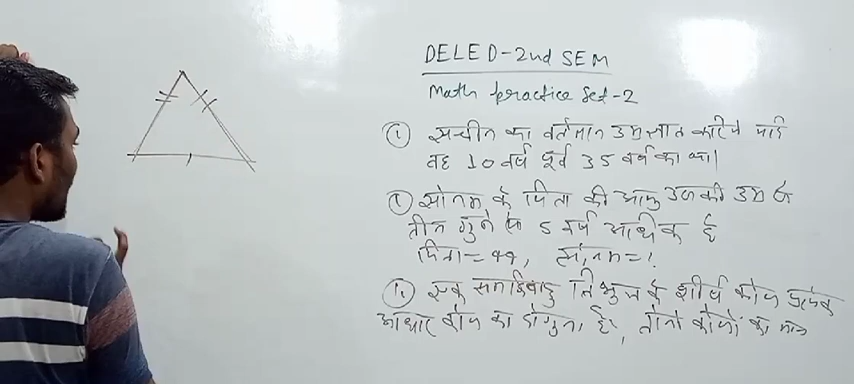 DELED-2nd SEM
Math practice Set-2
① सचीन का वर्तमान उम्र ज्ञात करिये यदि
वह 10 वर्ष पूर्व 35 वर्ष का था।
① सोनम के पिता की आयु उसकी उम्र के
तीन गुने से 5 वर्ष अधिक है
पिता = 44, सोनम = ?
एक समद्विबाहु त्रिभुज के शीर्ष कोण प्रत्येक
आधार कोण का दोगुना है, तीनो कोणों का मान